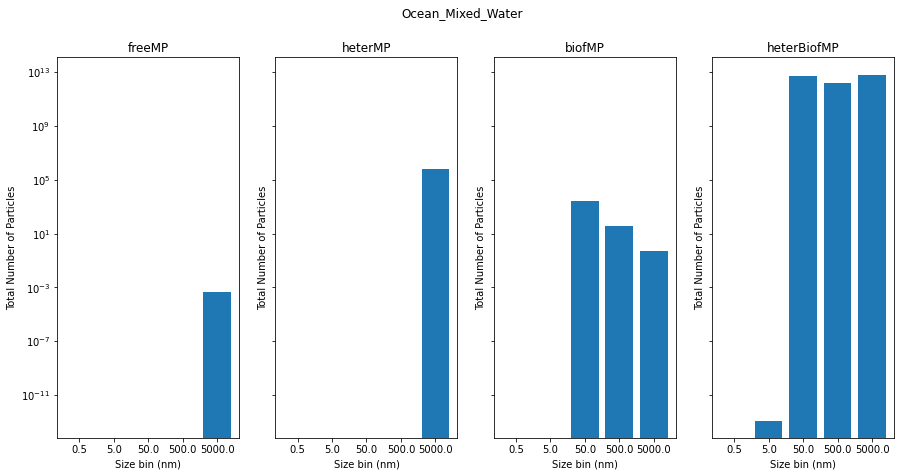 Ocean_Mixed_Water
freeMP
heterMP
biofMP
heterBiofMP
Total Number of Particles
10^13
10^9
10^5
10^1
10^-3
10^-7
10^-11
0.5 5.0 50.0 500.0 5000.0
Size bin (nm)
Total Number of Particles
0.5 5.0 50.0 500.0 5000.0
Size bin (nm)
Total Number of Particles
0.5 5.0 50.0 500.0 5000.0
Size bin (nm)
Total Number of Particles
0.5 5.0 50.0 500.0 5000.0
Size bin (nm)